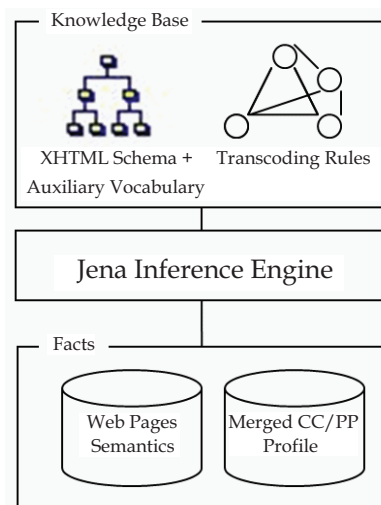 Knowledge Base
XHTML Schema +
Auxiliary Vocabulary
Transcoding Rules
Jena Inference Engine
Facts
Web Pages
Semantics
Merged CC/PP
Profile